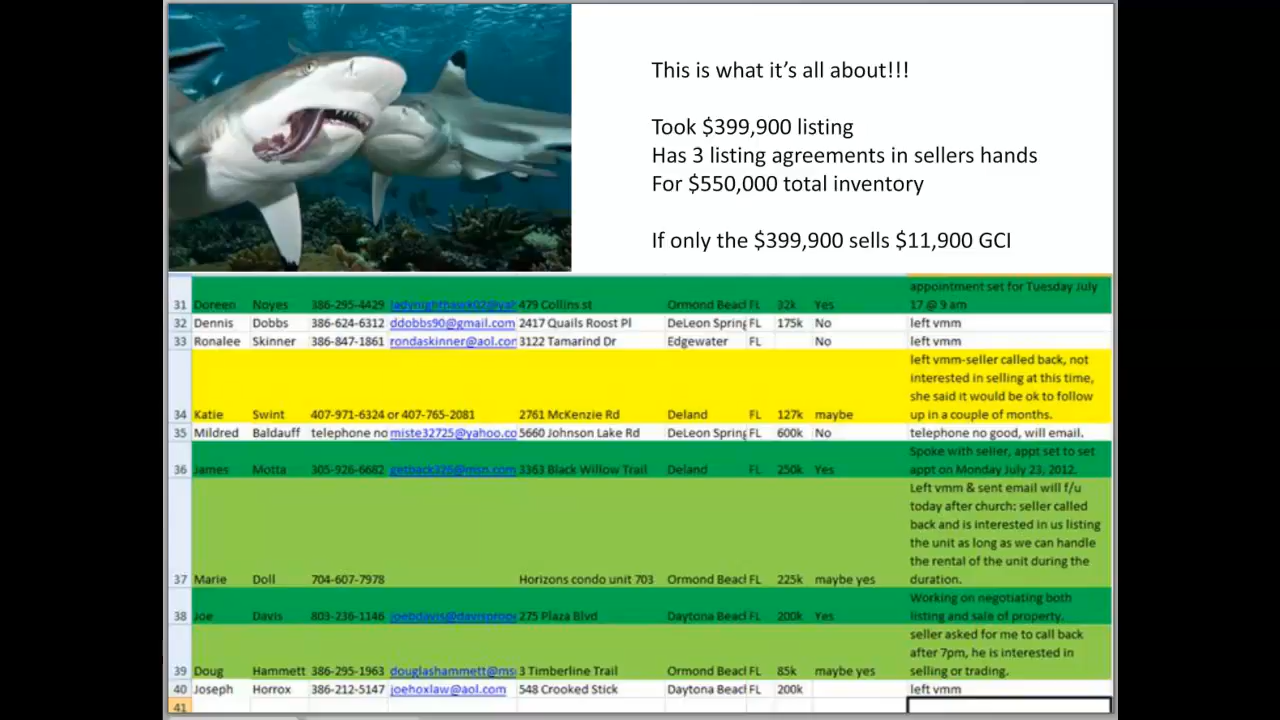 This is what it's all about!!!
Took $399,900 listing
Has 3 listing agreements in sellers hands
For $550,000 total inventory
If only the $399,900 sells $11,900 GCI
appointment set for Tuesday July
31 Doreen Noyes 386-295-4429 479 Collins st Ormond Beach FL 32k Yes 17 @ 9 am
32 Dennis Dobbs 386-624-6312 ddobbs90@gmail.com 2417 Quails Roost Pl DeLeon Spring FL 175k No left vmm
33 Ronalee Skinner 386-847-1861 rondaskinner@aol.com 3122 Tamarind Dr Edgewater FL No left vmm
left vmm-seller called back, not
interested in selling at this time,
she said it would be ok to follow
34 Katie Swint 407-971-6324 or 407-765-2081 2761 McKenzie Rd Deland FL 127k maybe up in a couple of months.
35 Mildred Baldauff telephone no miste32725@yahoo.co 5660 Johnson Lake Rd DeLeon Spring FL 600k No telephone no good, will email.
Spoke with seller, appt set to set
36 James Motta 305-926-6682 getback326@msn.com 3363 Black Willow Trail Deland FL 250k Yes appt on Monday July 23, 2012.
Left vmm & sent email will f/u
today after church: seller called
back and is interested in us listing
the unit as long as we can handle
the rental of the unit during the
37 Marie Doll 704-607-7978 Horizons condo unit 703 Ormond Beach FL 225k maybe yes duration.
Working on negotiating both
38 Joe Davis 803-236-1146 275 Plaza Blvd Daytona Beach FL 200k Yes listing and sale of property.
seller asked for me to call back
after 7pm, he is interested in
39 Doug Hammett 386-295-1963 douglashammett@ms 3 Timberline Trail Ormond Beach FL 85k maybe yes selling or trading.
40 Joseph Horrox 386-212-5147 joehoxlaw@aol.com 548 Crooked Stick Daytona Beach FL 200k left vmm
41